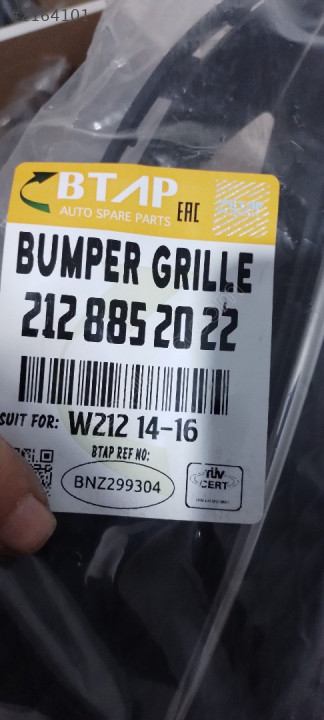 BTAP
AUTO SPARE PARTS
EAC
BUMPER GRILLE
212 885 20 22
SUIT FOR: W212 14-16
BTAP REF NO:
BNZ299304
TÜV
CERT